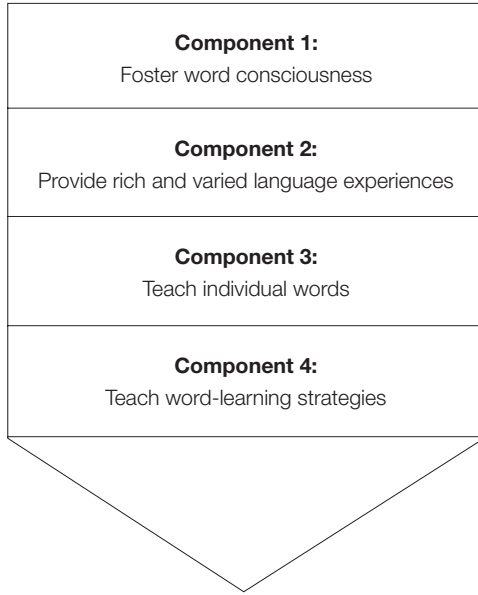 Component 1:
Foster word consciousness
Component 2:
Provide rich and varied language experiences
Component 3:
Teach individual words
Component 4:
Teach word-learning strategies